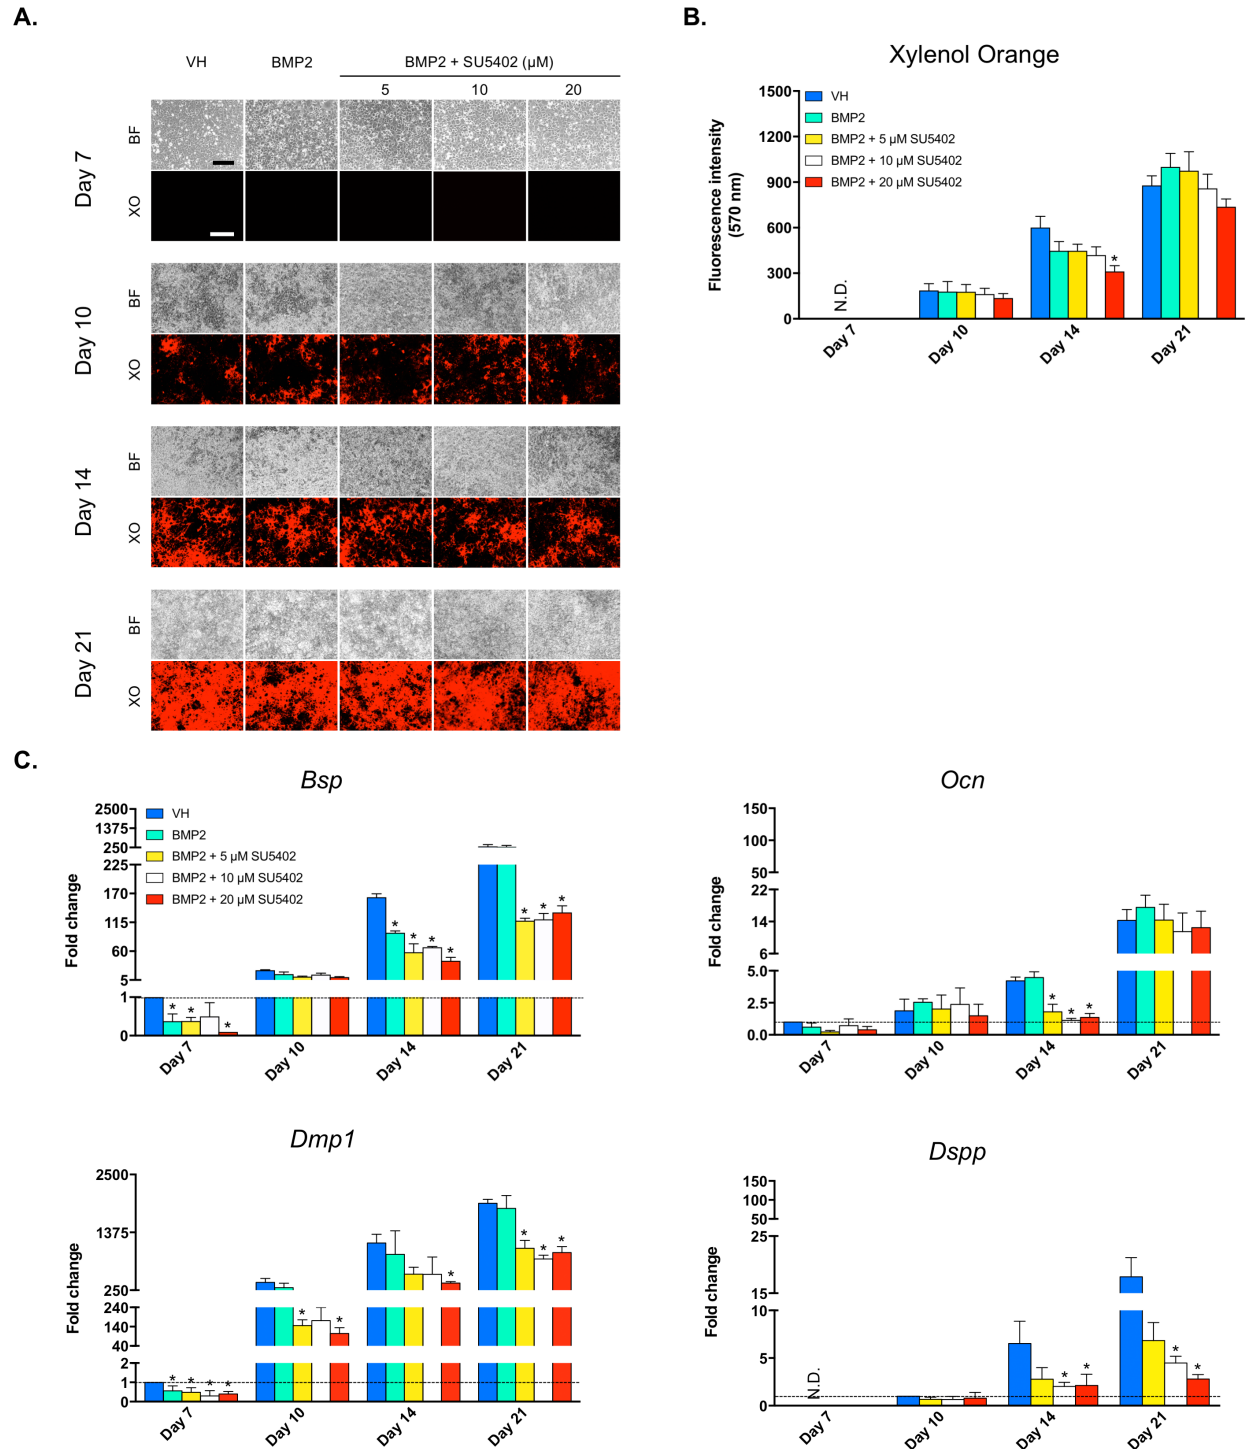 A.
VH BMP2 BMP2 + SU5402 (µM)
5 10 20
Day 7
BF
XO
Day 10
BF
XO
Day 14
BF
XO
Day 21
BF
XO
B.
Xylenol Orange
Fluorescence intensity
(570 nm)
1500
1200
900
600
300
0
VH
BMP2
BMP2 + 5 µM SU5402
BMP2 + 10 µM SU5402
BMP2 + 20 µM SU5402
N.D.
*
Day 7 Day 10 Day 14 Day 21
C.
Bsp
Fold change
2500
1375
250
225
170
115
60
5
1
0
VH
BMP2
BMP2 + 5 µM SU5402
BMP2 + 10 µM SU5402
BMP2 + 20 µM SU5402
* * * * * * * * * *
Day 7 Day 10 Day 14 Day 21
Ocn
Fold change
150
100
50
22
14
6
5.0
2.5
0.0
* * *
Day 7 Day 10 Day 14 Day 21
Dmp1
Fold change
2500
1375
250
240
140
40
2
1
0
* * * * * * * * * *
Day 7 Day 10 Day 14 Day 21
Dspp
Fold change
150
100
50
25
15
10
5
0
N.D.
* * * *
Day 7 Day 10 Day 14 Day 21